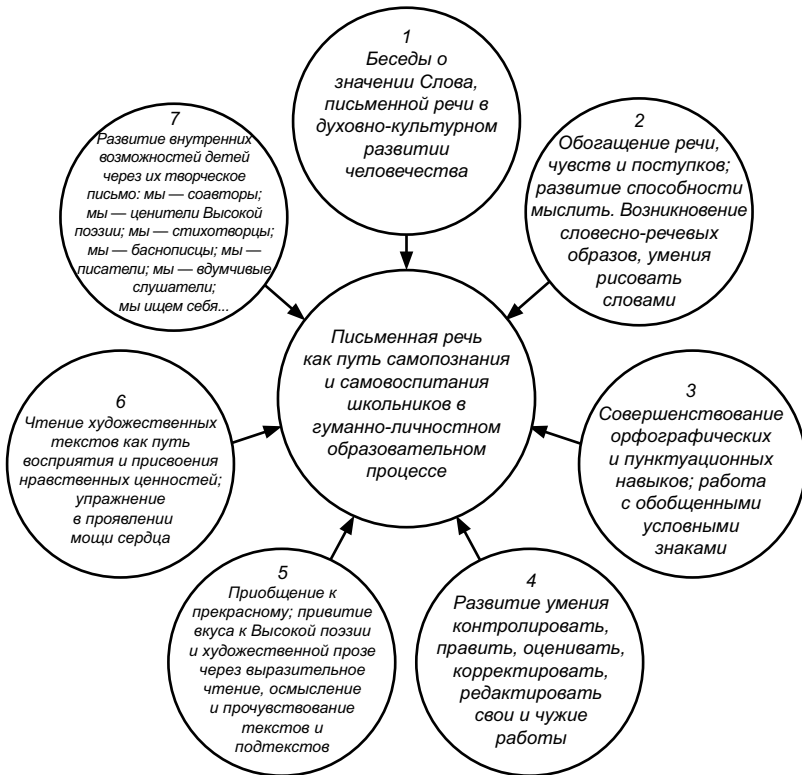 1
Беседы о
значении Слова,
письменной речи в
духовно-культурном
развитии
человечества
2
Обогащение речи,
чувств и поступков;
развитие способности
мыслить. Возникновение
словесно-речевых
образов, умения
рисовать
словами
3
Совершенствование
орфографических
и пунктуационных
навыков; работа
с обобщенными
условными
знаками
4
Развитие умения
контролировать,
править, оценивать,
корректировать,
редактировать
свои и чужие
работы
5
Приобщение к
прекрасному; привитие
вкуса к Высокой поэзии
и художественной прозе
через выразительное
чтение, осмысление
и прочувствование
текстов и
подтекстов
6
Чтение художественных
текстов как путь
восприятия и присвоения
нравственных ценностей;
упражнение
в проявлении
мощи сердца
7
Развитие внутренних
возможностей детей
через их творческое
письмо: мы — соавторы;
мы — ценители Высокой
поэзии; мы — стихотворцы;
мы — баснописцы; мы —
писатели; мы — вдумчивые
слушатели;
мы ищем себя...
Письменная речь
как путь самопознания
и самовоспитания
школьников в
гуманно-личностном
образовательном
процессе